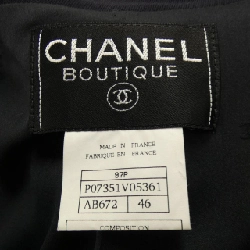 CHANEL
BOUTIQUE
MADE IN FRANCE
FABRIQUE EN FRANCE
97P
P07351V05361
AB672 46
COMPOSITION